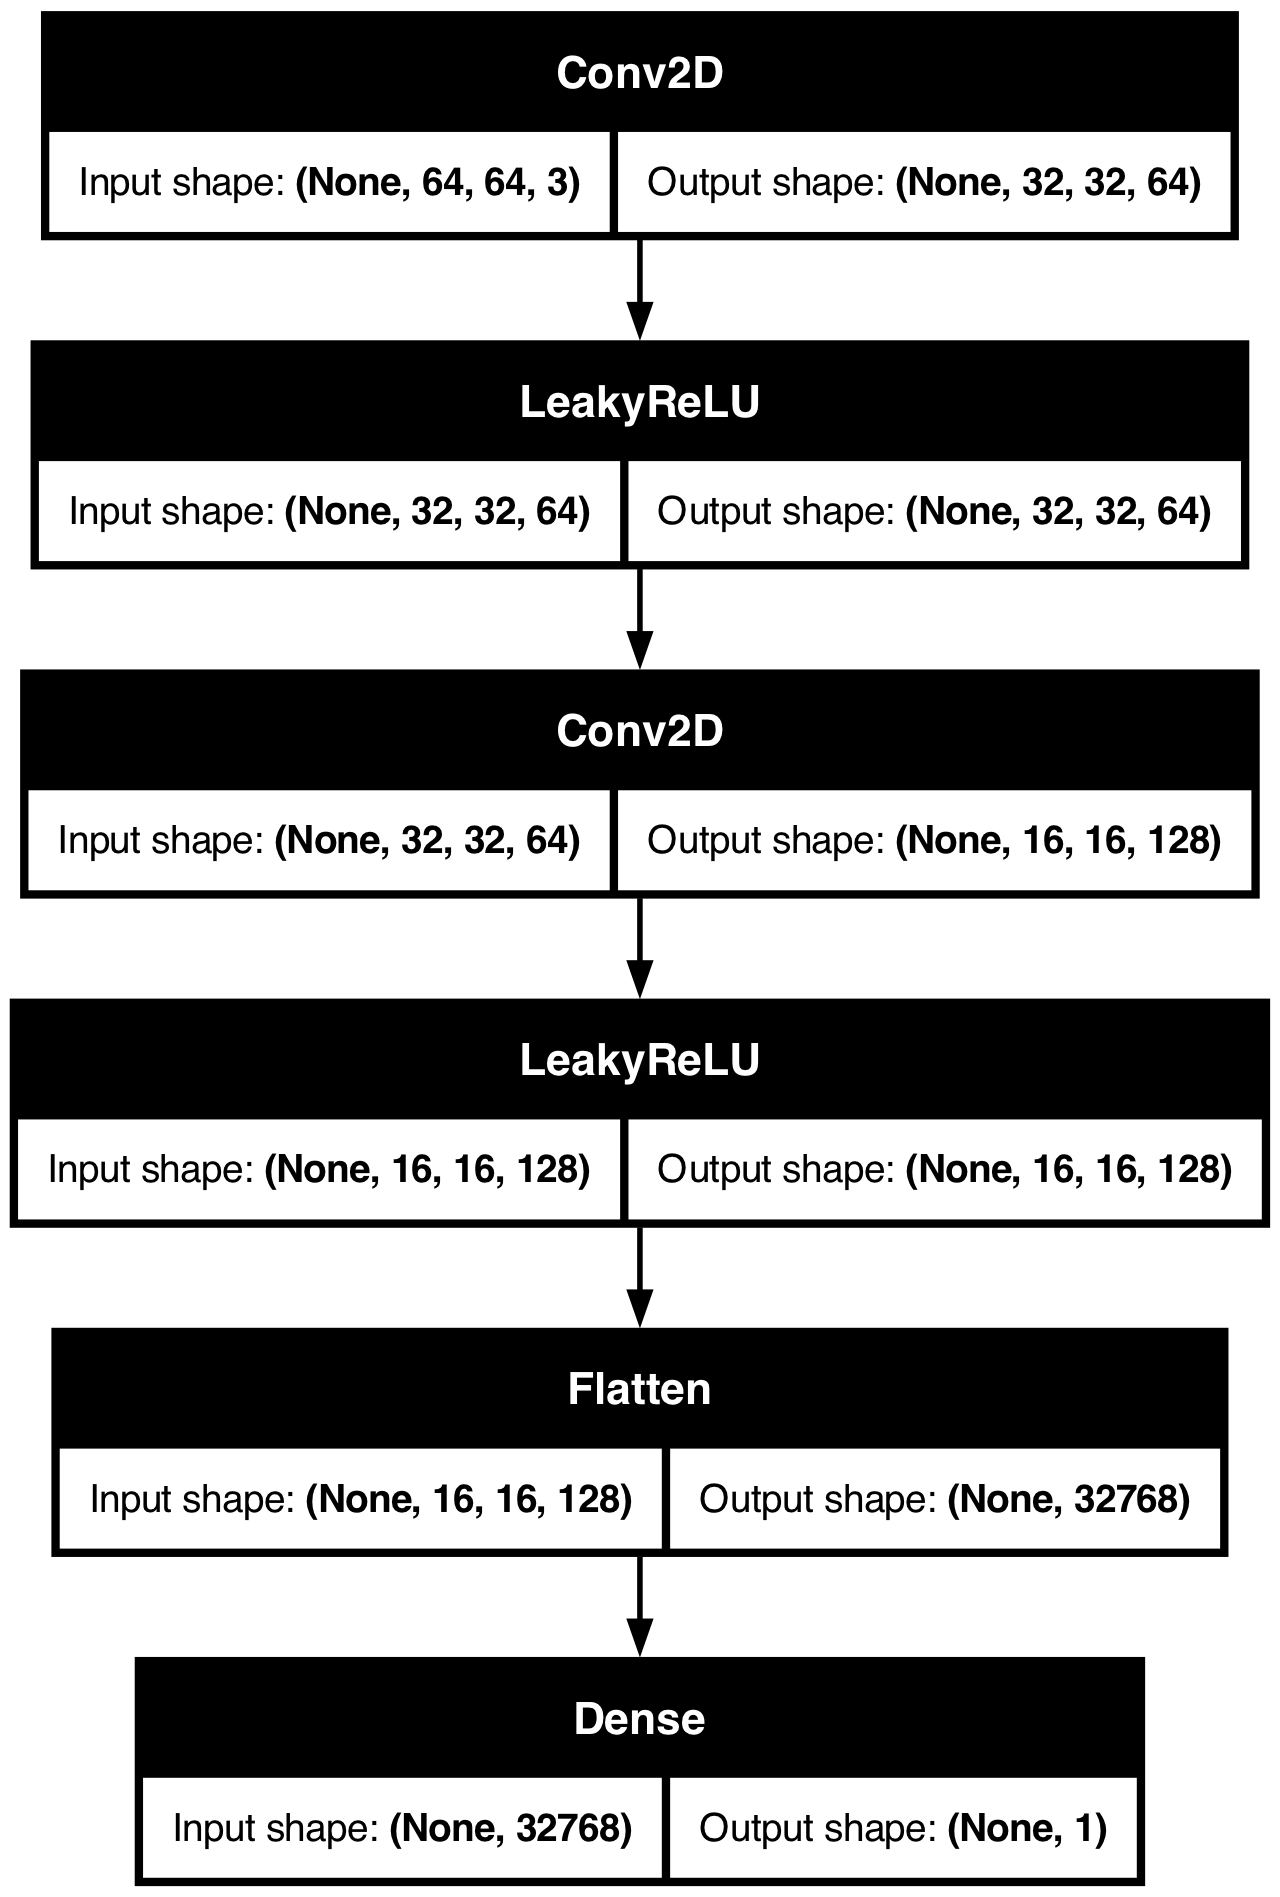 Conv2D
Input shape: (None, 64, 64, 3) Output shape: (None, 32, 32, 64)
LeakyReLU
Input shape: (None, 32, 32, 64) Output shape: (None, 32, 32, 64)
Conv2D
Input shape: (None, 32, 32, 64) Output shape: (None, 16, 16, 128)
LeakyReLU
Input shape: (None, 16, 16, 128) Output shape: (None, 16, 16, 128)
Flatten
Input shape: (None, 16, 16, 128) Output shape: (None, 32768)
Dense
Input shape: (None, 32768) Output shape: (None, 1)